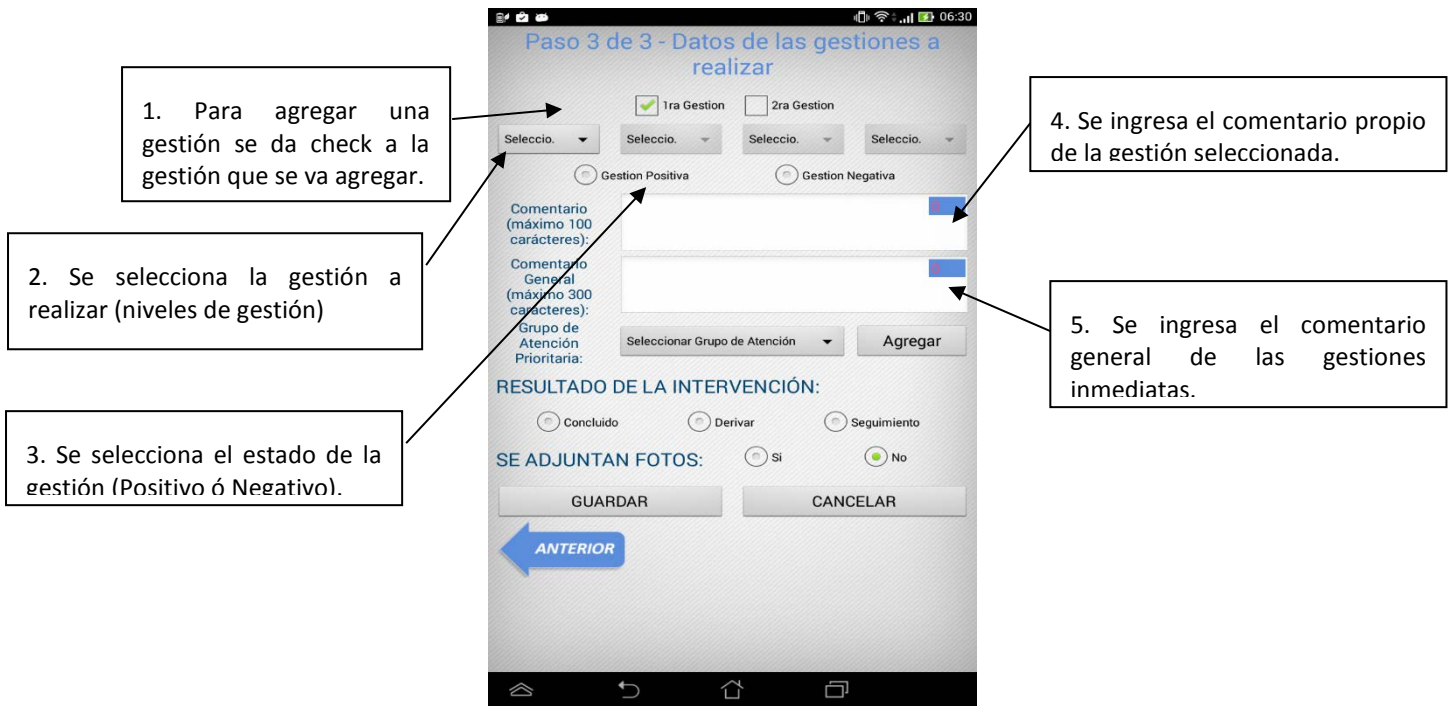 06:30
Paso 3 de 3 - Datos de las gestiones a
realizar
1ra Gestion
2ra Gestion
Seleccio.
Seleccio.
Seleccio.
Seleccio.
Gestion Positiva
Gestion Negativa
Comentario
(máximo 100
carácteres):
Comentario
General
(máximo 300
carácteres):
Grupo de
Atención
Prioritaria:
Seleccionar Grupo de Atención
Agregar
RESULTADO DE LA INTERVENCIÓN:
Concluido
Derivar
Seguimiento
SE ADJUNTAN FOTOS:
Si
No
GUARDAR
CANCELAR
ANTERIOR
1. Para agregar una
gestión se da check a la
gestión que se va agregar.
2. Se selecciona la gestión a
realizar (niveles de gestión)
3. Se selecciona el estado de la
gestión (Positivo ó Negativo).
4. Se ingresa el comentario propio
de la gestión seleccionada.
5. Se ingresa el comentario
general de las gestiones
inmediatas.